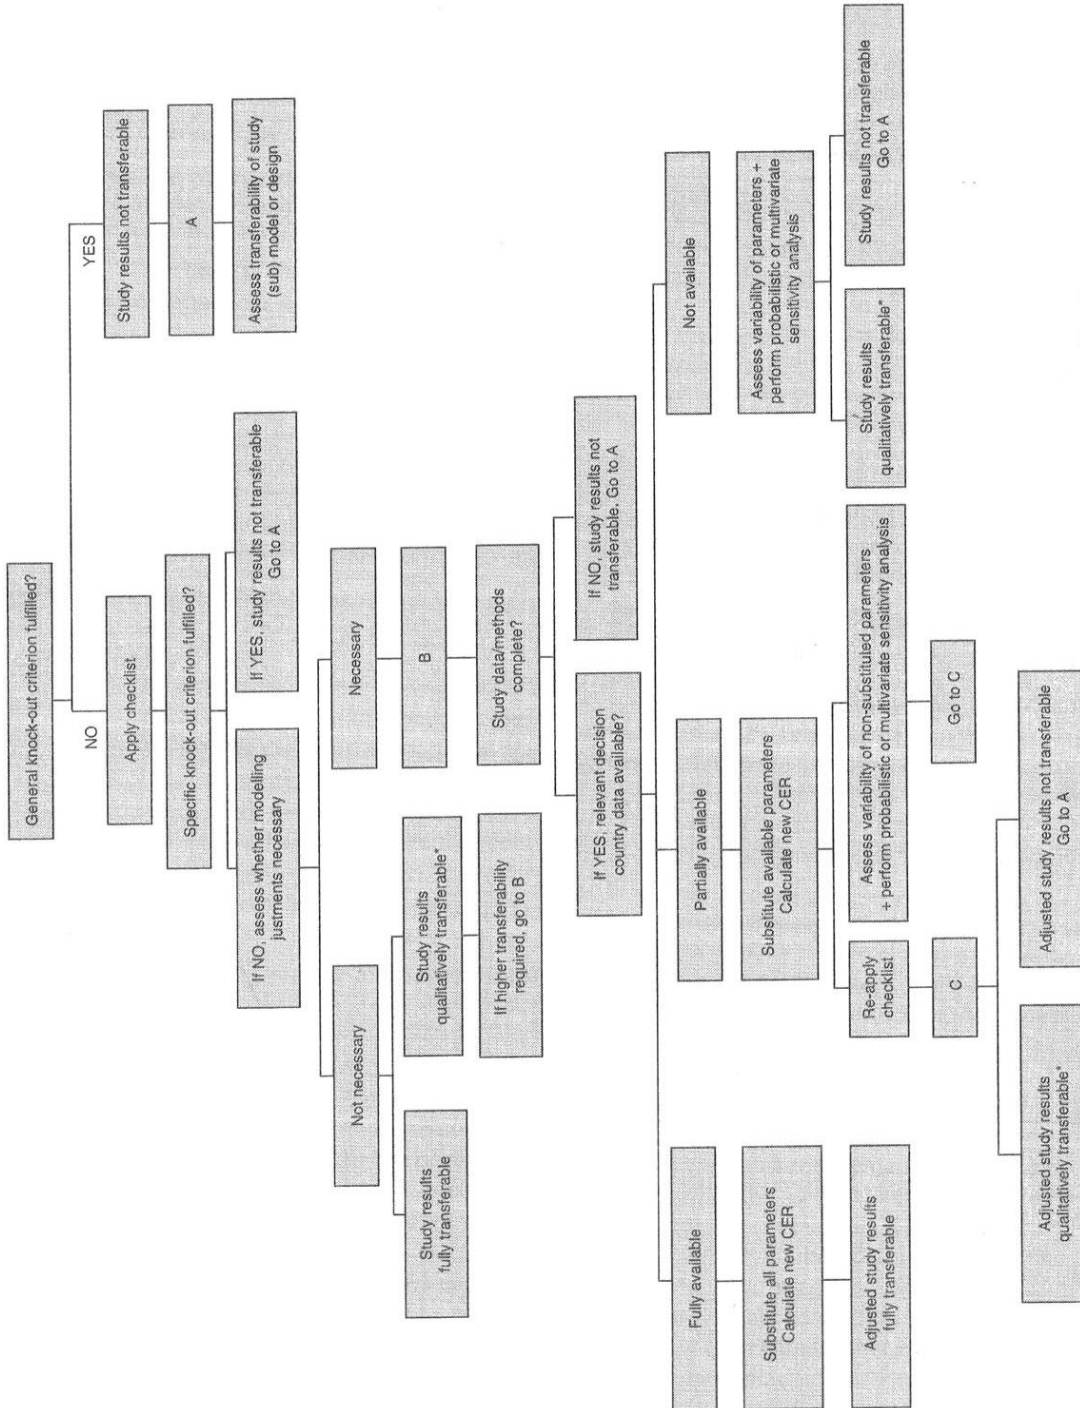 General knock-out criterion fulfilled?
NO
YES
Apply checklist
Study results not transferable
Specific knock-out criterion fulfilled?
A
If NO, assess whether modelling
justments necessary
If YES, study results not transferable
Go to A
Assess transferability of study
(sub) model or design
Not necessary
Necessary
Study results
fully transferable
Study results
qualitatively transferable*
B
If higher transferability
required, go to B
Study data/methods
complete?
If YES, relevant decision
country data available?
If NO, study results not
transferable. Go to A
Fully available
Partially available
Not available
Substitute all parameters
Calculate new CER
Substitute available parameters
Calculate new CER
Assess variability of parameters +
perform probabilistic or multivariate
sensitivity analysis
Adjusted study results
fully transferable
Re-apply
checklist
Assess variability of non-substituted parameters
+ perform probabilistic or multivariate sensitivity analysis
Study results
qualitatively transferable*
Study results not transferable
Go to A
C
Go to C
Adjusted study results
qualitatively transferable*
Adjusted study results not transferable
Go to A